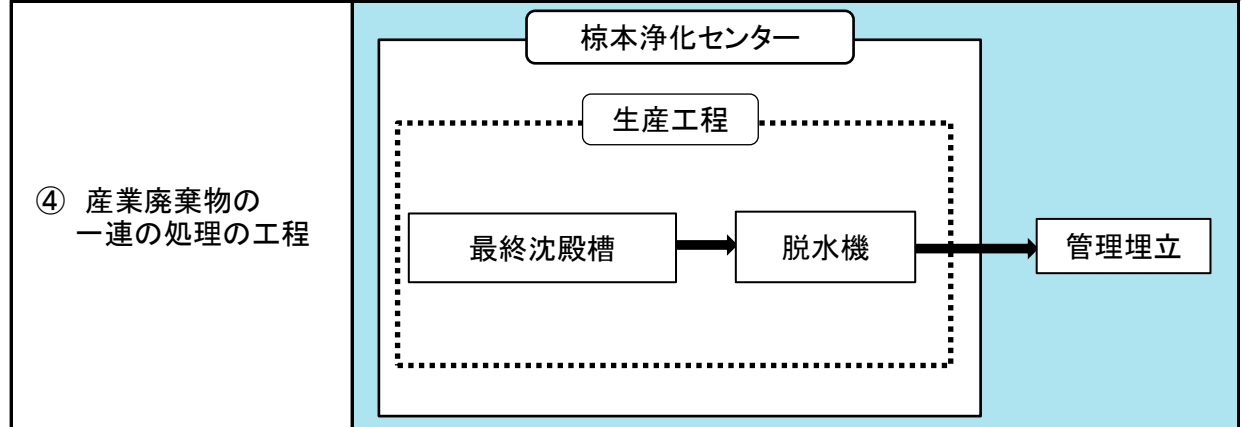 ④ 産業廃棄物の
一連の処理の工程
椋本浄化センター
生産工程
最終沈殿槽
脱水機
管理埋立